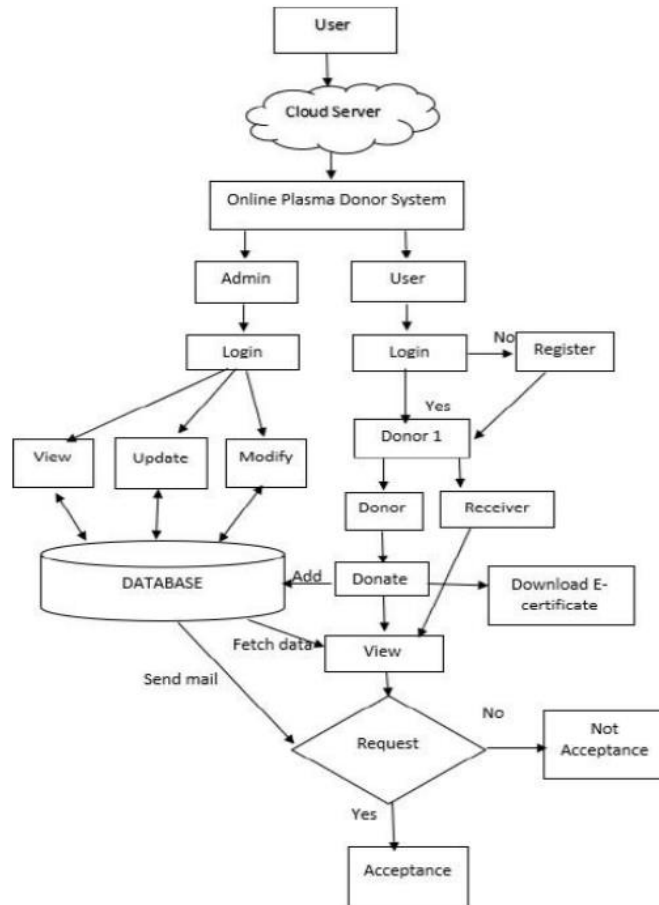 User
Cloud Server
Online Plasma Donor System
Admin
User
Login
Login
No
Register
Yes
Donor 1
View
Update
Modify
Donor
Receiver
DATABASE
Add
Donate
Download E-
certificate
Fetch data
View
Send mail
Request
No
Not
Acceptance
Yes
Acceptance